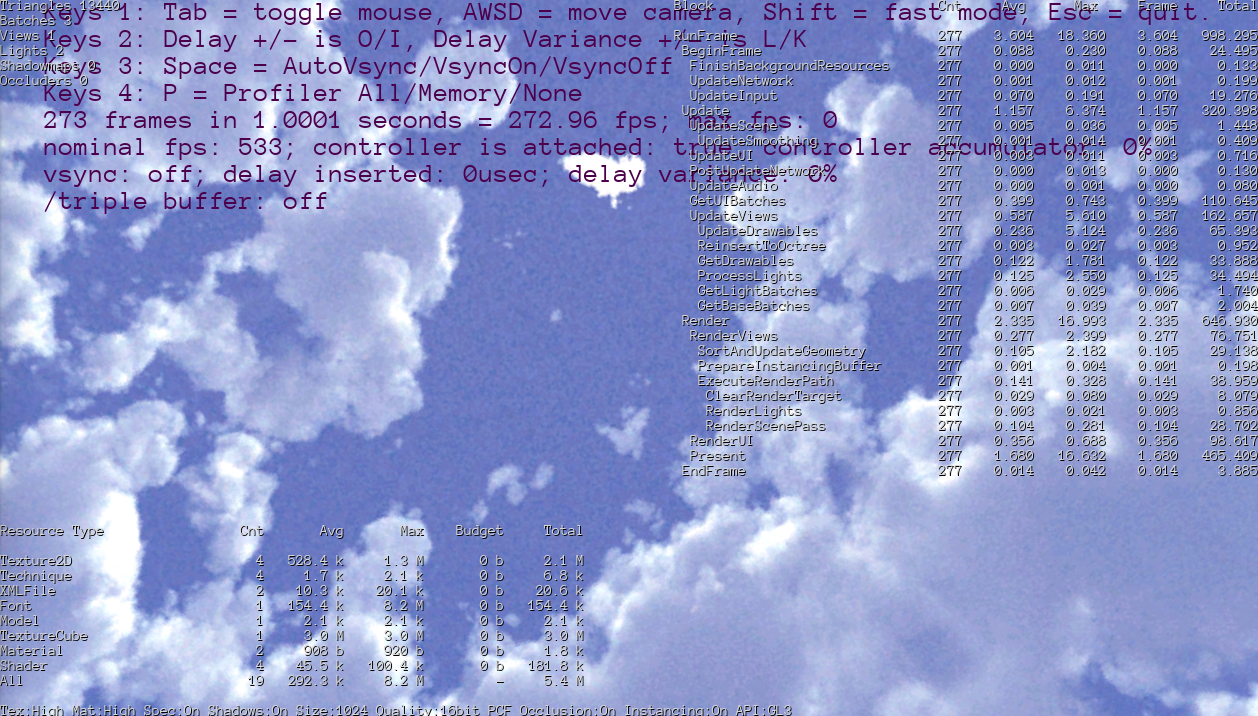 Triangles 13440
Batches 3
Views 1
Lights 2
Shadowmaps 0
Occluders 0
Keys 1: Tab = toggle mouse, AWSD = move camera, Shift = fast mode, Esc = quit.
Keys 2: Delay +/- is O/I, Delay Variance +/- is L/K
Keys 3: Space = AutoVsync/VsyncOn/VsyncOff
Keys 4: P = Profiler All/Memory/None
273 frames in 1.0001 seconds = 272.96 fps; max fps: 0
nominal fps: 533; controller is attached: true; controller accumulator: 0%
vsync: off; delay inserted: 0usec; delay variance: 0%
/triple buffer: off
Block Cnt Avg Max Frame Total
RunFrame 277 3.604 18.360 3.604 998.295
BeginFrame 277 0.088 0.230 0.088 24.495
FinishBackgroundResources 277 0.000 0.011 0.000 0.133
UpdateNetwork 277 0.001 0.012 0.001 0.199
UpdateInput 277 0.070 0.191 0.070 19.276
Update 277 1.157 6.374 1.157 320.398
UpdateScene 277 0.005 0.036 0.005 1.448
UpdateSmoothing 277 0.001 0.014 0.001 0.409
UpdateUI 277 0.003 0.011 0.003 0.716
PostUpdateNetwork 277 0.000 0.013 0.000 0.130
UpdateAudio 277 0.000 0.001 0.000 0.080
GetUIBatches 277 0.399 0.743 0.399 110.645
UpdateViews 277 0.587 5.610 0.587 162.657
UpdateDrawables 277 0.236 5.124 0.236 65.393
ReinsertToOctree 277 0.003 0.027 0.003 0.952
GetDrawables 277 0.122 1.781 0.122 33.888
ProcessLights 277 0.125 2.550 0.125 34.494
GetLightBatches 277 0.006 0.029 0.006 1.740
GetBaseBatches 277 0.007 0.039 0.007 2.004
Render 277 2.335 16.993 2.335 646.930
RenderViews 277 0.277 2.399 0.277 76.751
SortAndUpdateGeometry 277 0.105 2.182 0.105 29.138
PrepareInstancingBuffer 277 0.001 0.004 0.001 0.198
ExecuteRenderPath 277 0.141 0.328 0.141 38.959
ClearRenderTarget 277 0.029 0.080 0.029 8.079
RenderLights 277 0.003 0.021 0.003 0.856
RenderScenePass 277 0.104 0.281 0.104 28.702
RenderUI 277 0.356 0.688 0.356 98.617
Present 277 1.680 16.632 1.680 465.409
EndFrame 277 0.014 0.042 0.014 3.885
Resource Type Cnt Avg Max Budget Total
Texture2D 4 528.4 k 1.3 M 0 b 2.1 M
Technique 4 1.7 k 2.1 k 0 b 6.8 k
XMLFile 2 10.3 k 20.1 k 0 b 20.6 k
Font 1 154.4 k 8.2 M 0 b 154.4 k
Model 1 2.1 k 2.1 k 0 b 2.1 k
TextureCube 1 3.0 M 3.0 M 0 b 3.0 M
Material 2 908 b 920 b 0 b 1.8 k
Shader 4 45.5 k 100.4 k 0 b 181.8 k
All 19 292.3 k 8.2 M - 5.4 M
Tex:High Mat:High Spec:On Shadows:On Size:1024 Quality:16bit PCF Occlusion:On Instancing:On API:GL3